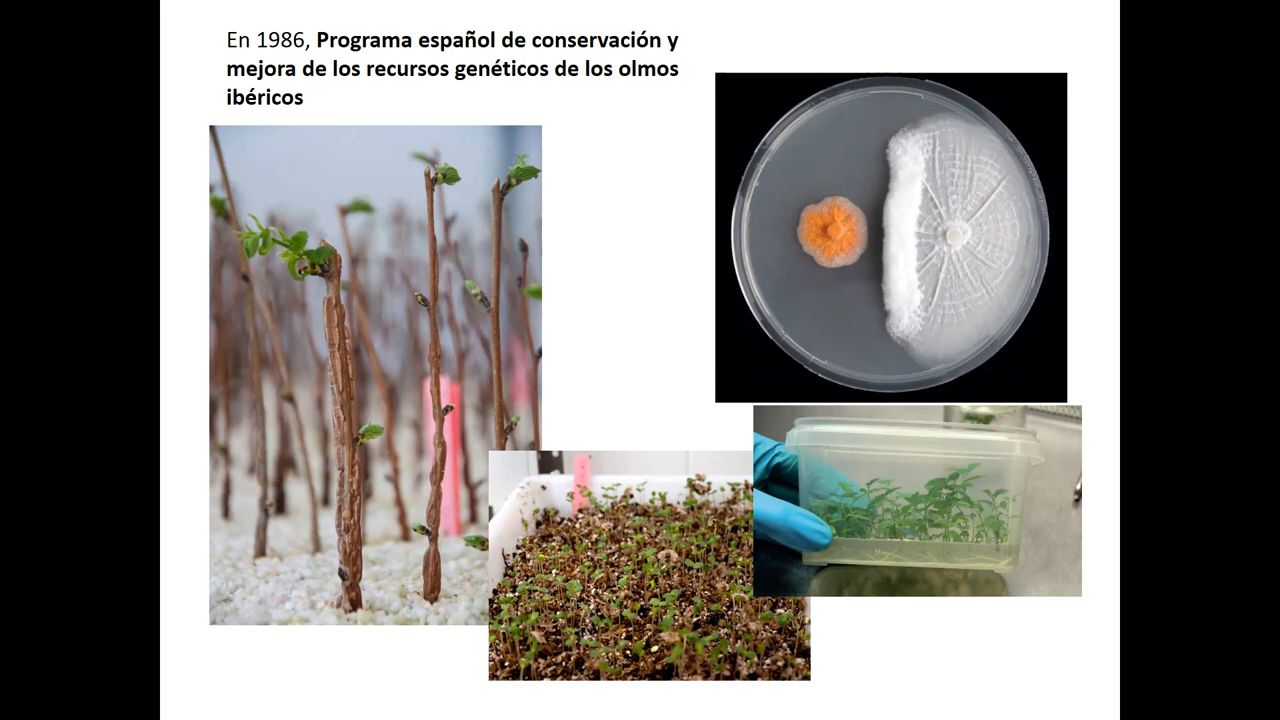 En 1986, Programa español de conservación y
mejora de los recursos genéticos de los olmos
ibéricos